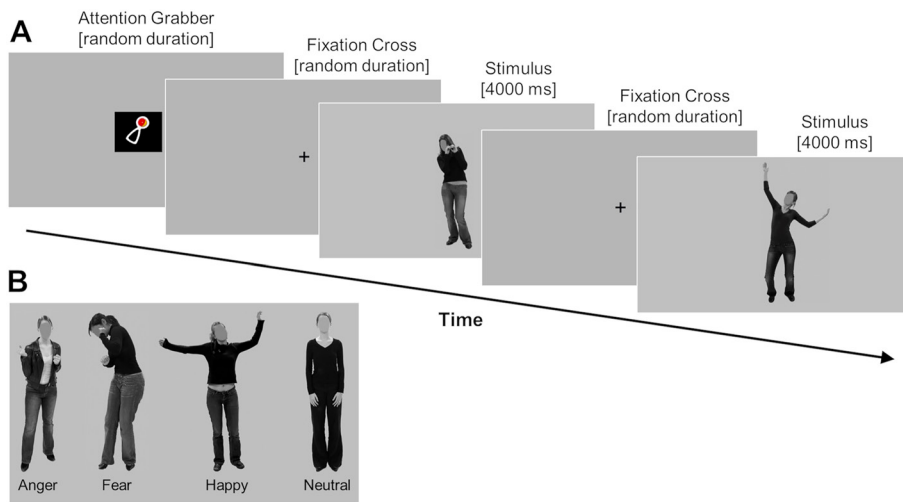 A
Attention Grabber
[random duration]
Fixation Cross
[random duration]
Stimulus
[4000 ms]
Fixation Cross
[random duration]
Stimulus
[4000 ms]
+
+
Time
B
Anger
Fear
Happy
Neutral